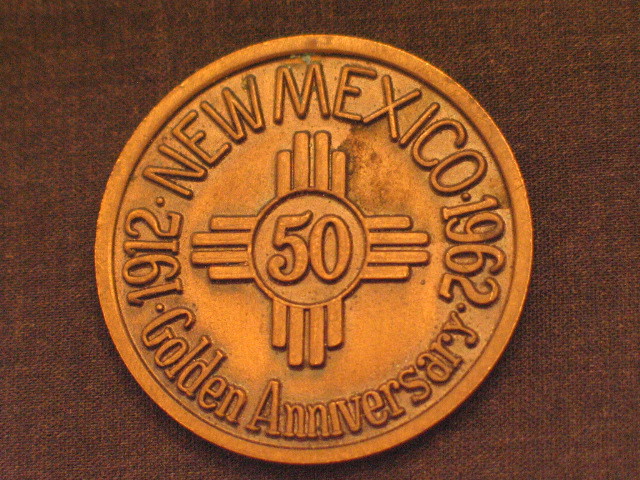 · NEW MEXICO ·
1912 · Golden Anniversary · 1962
50